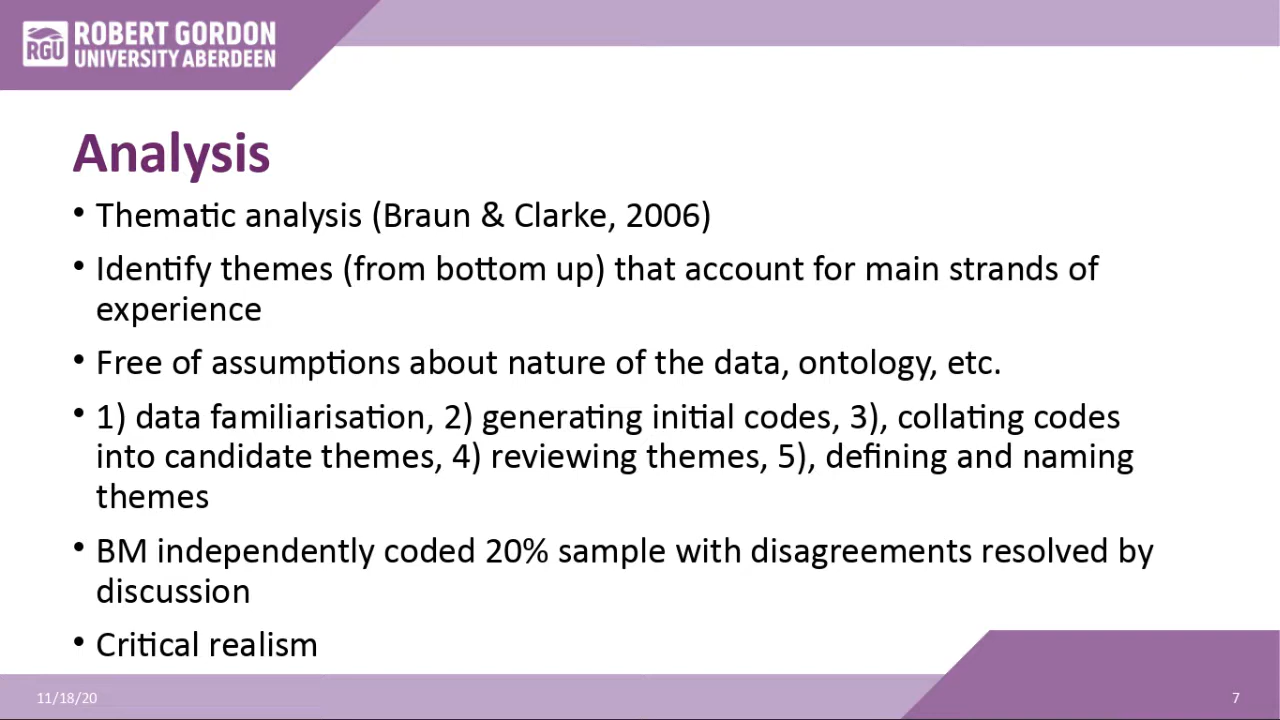 RGU ROBERT GORDON
UNIVERSITY ABERDEEN
Analysis
• Thematic analysis (Braun & Clarke, 2006)
• Identify themes (from bottom up) that account for main strands of
experience
• Free of assumptions about nature of the data, ontology, etc.
• 1) data familiarisation, 2) generating initial codes, 3), collating codes
into candidate themes, 4) reviewing themes, 5), defining and naming
themes
• BM independently coded 20% sample with disagreements resolved by
discussion
• Critical realism
11/18/20
7